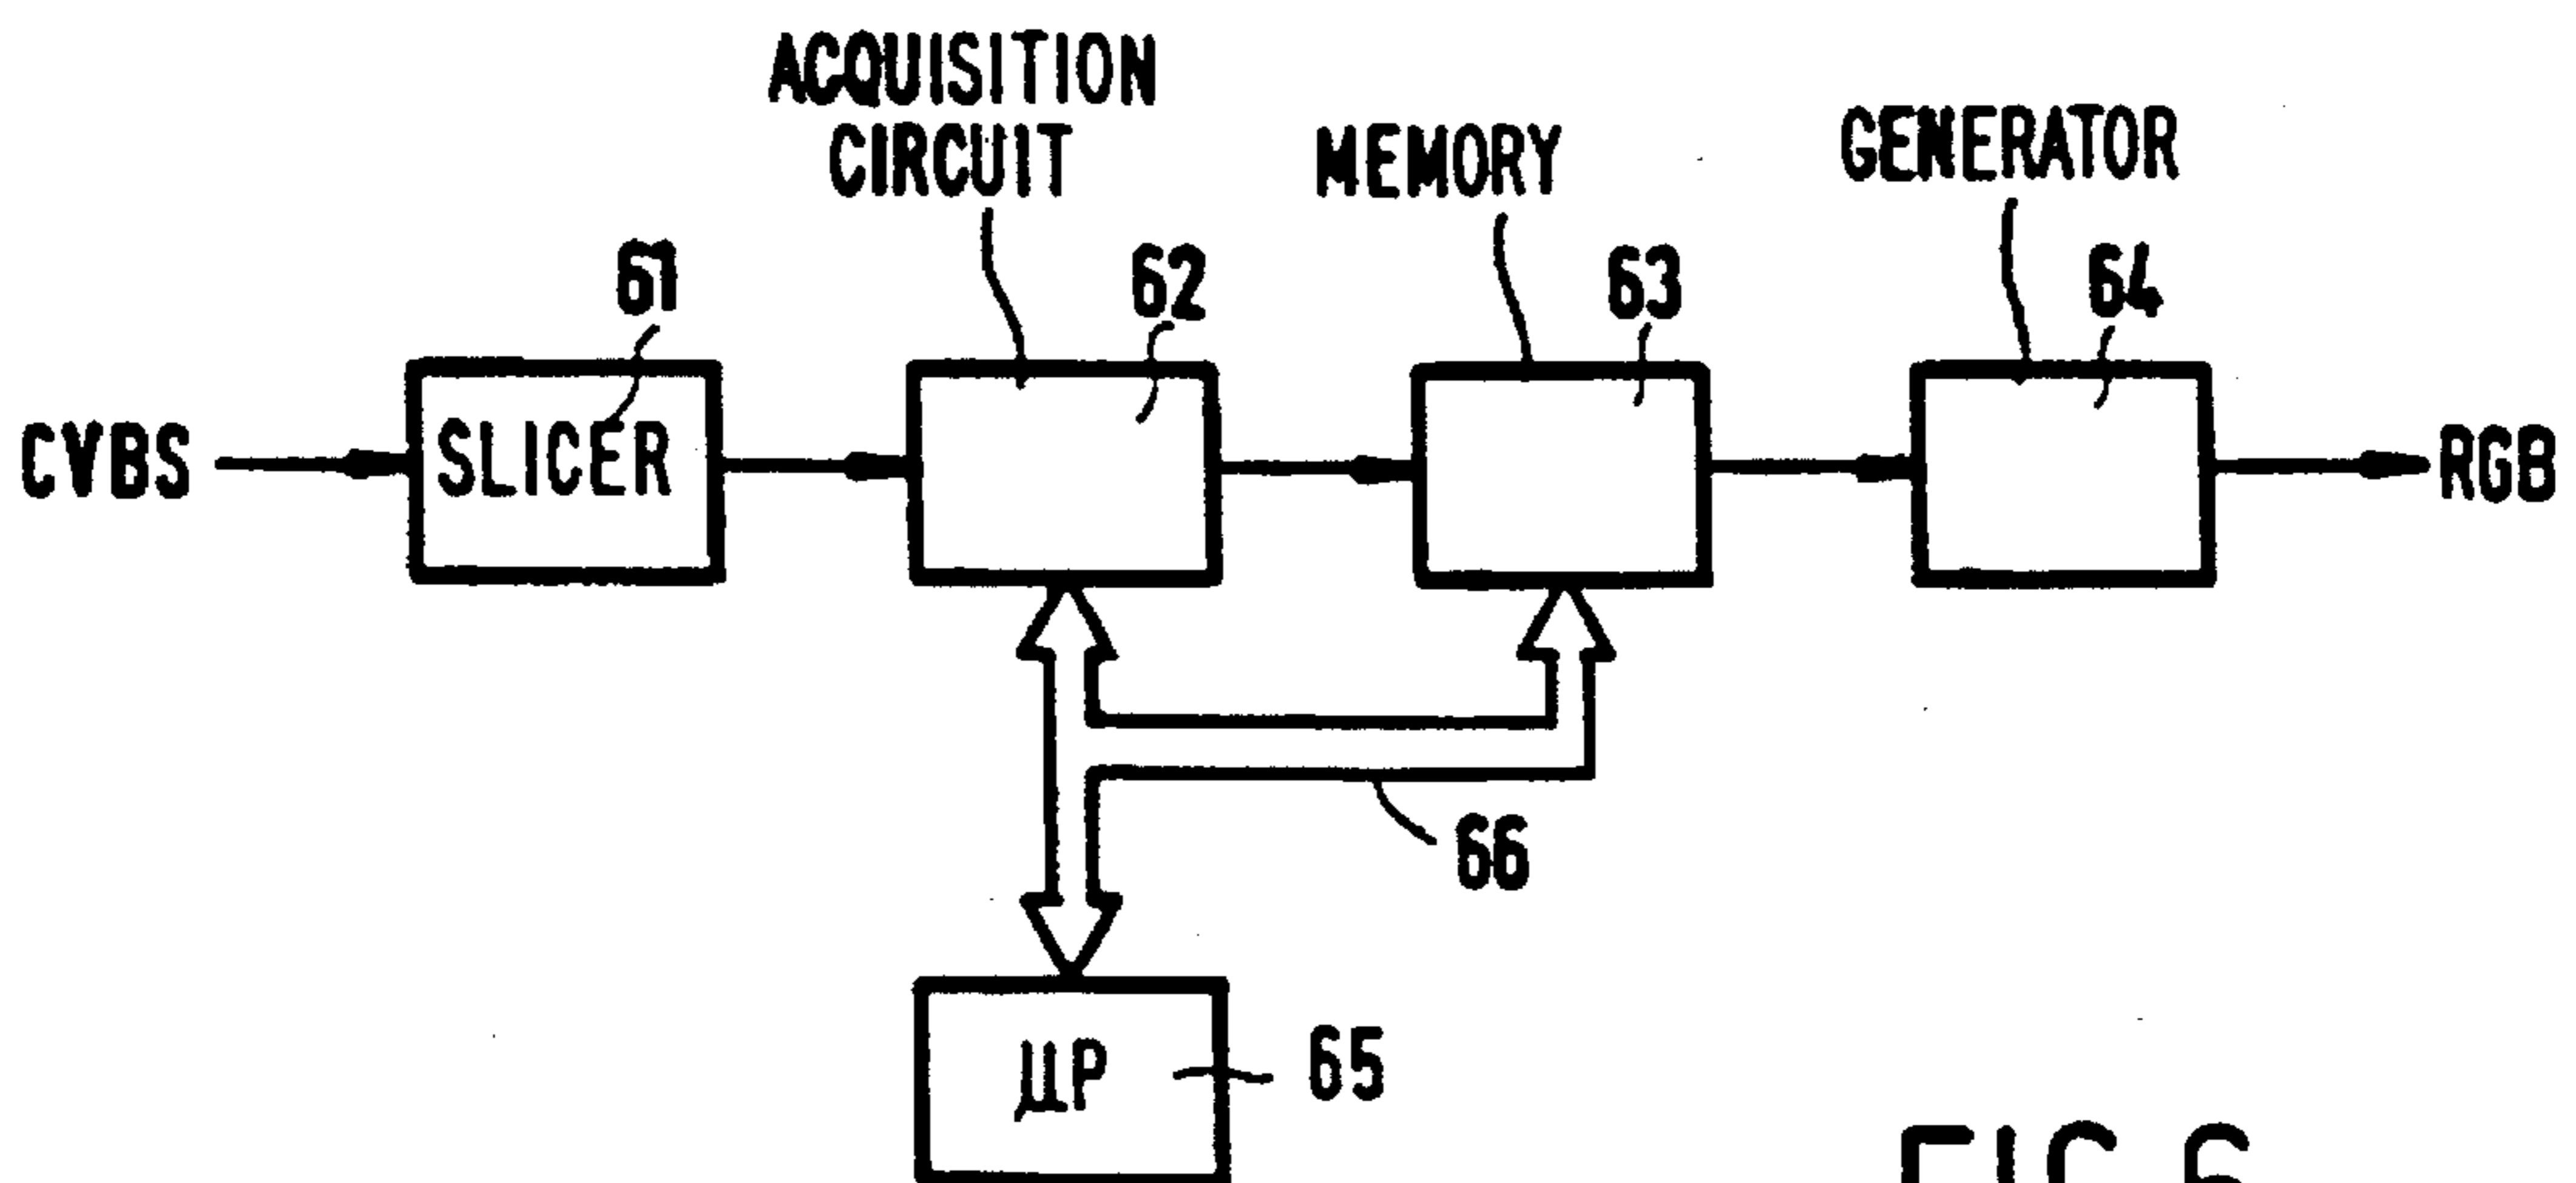 ACQUISITION
CIRCUIT
MEMORY
GENERATOR
61
62
63
64
CVBS
SLICER
RGB
66
µP
65
FIG.6